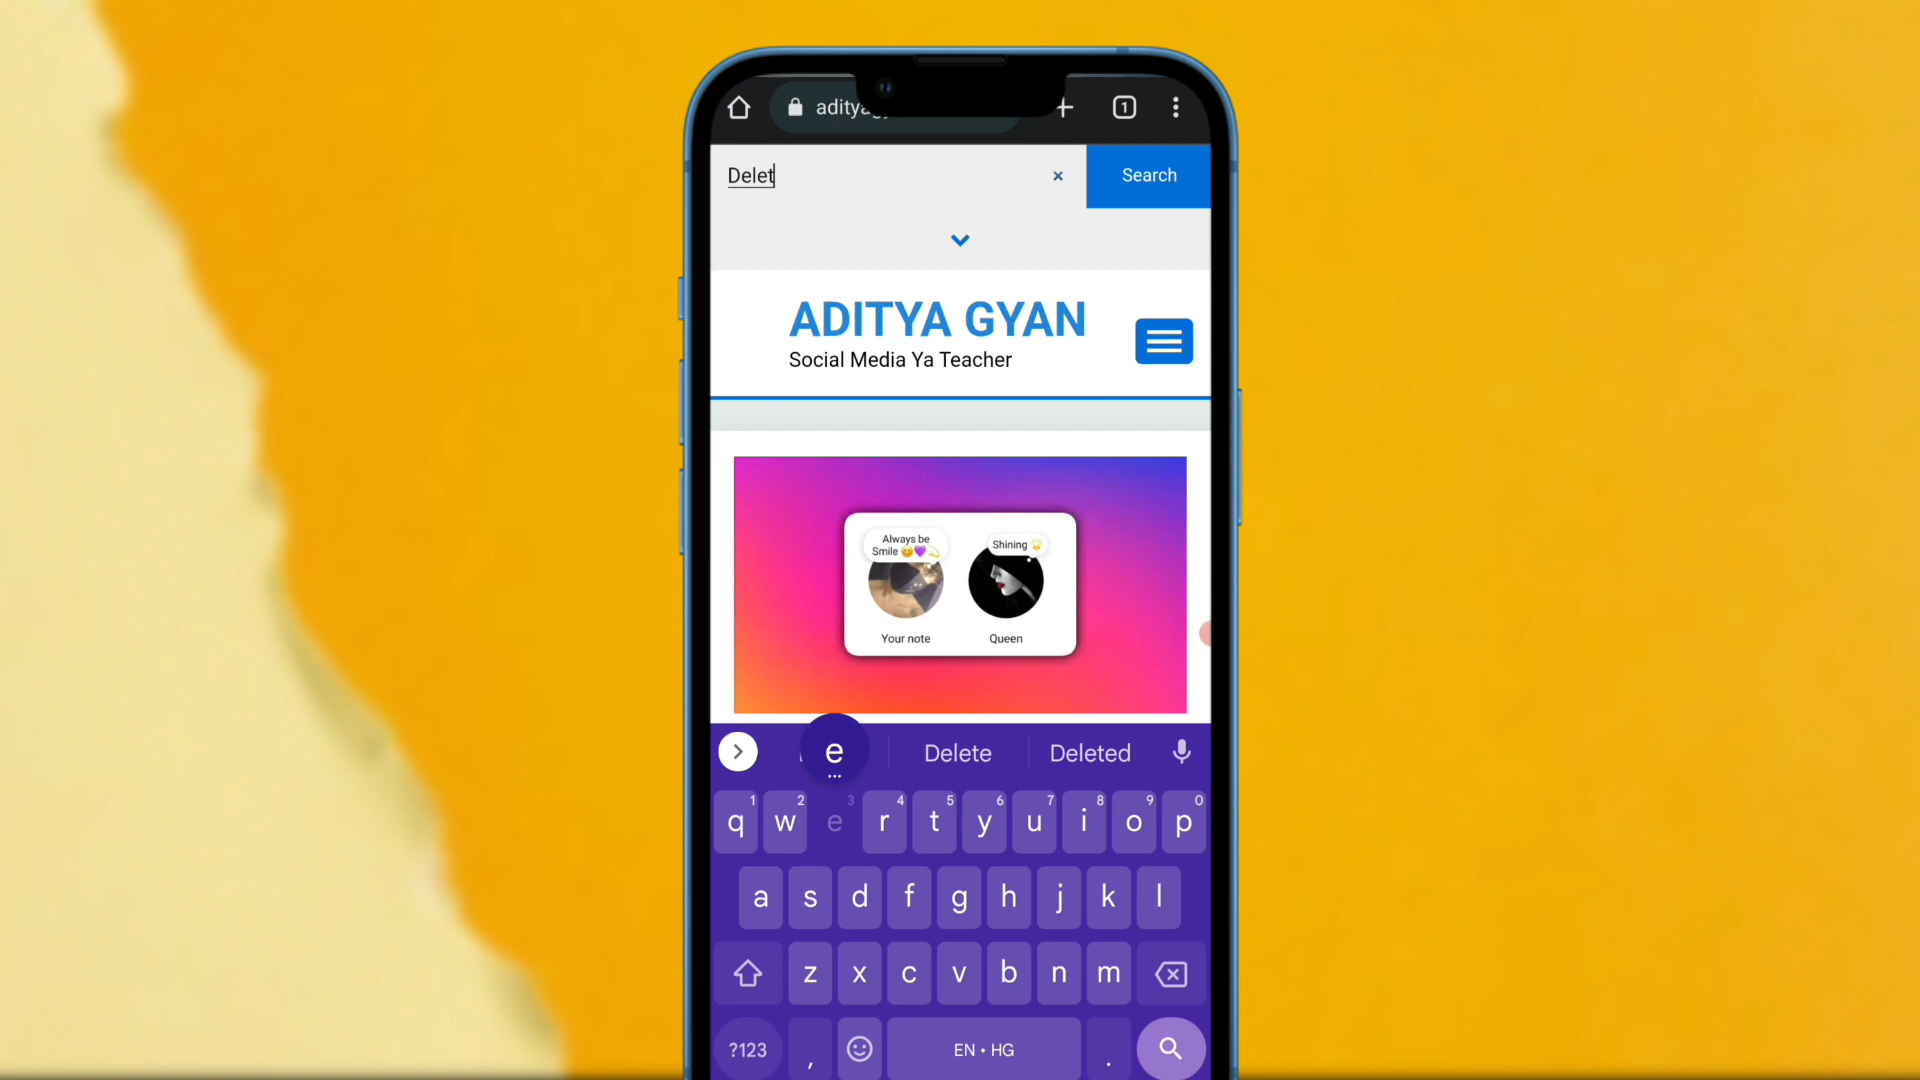 1
Delet
×
Search
ADITYA GYAN
Social Media Ya Teacher
Always be
Smile 😊💜💫
Shining 🌟
Your note
Queen
e
Delete
Deleted
1 2 3 4 5 6 7 8 9 0
q w e r t y u i o p
a s d f g h j k l
z x c v b n m
?123 , EN • HG .